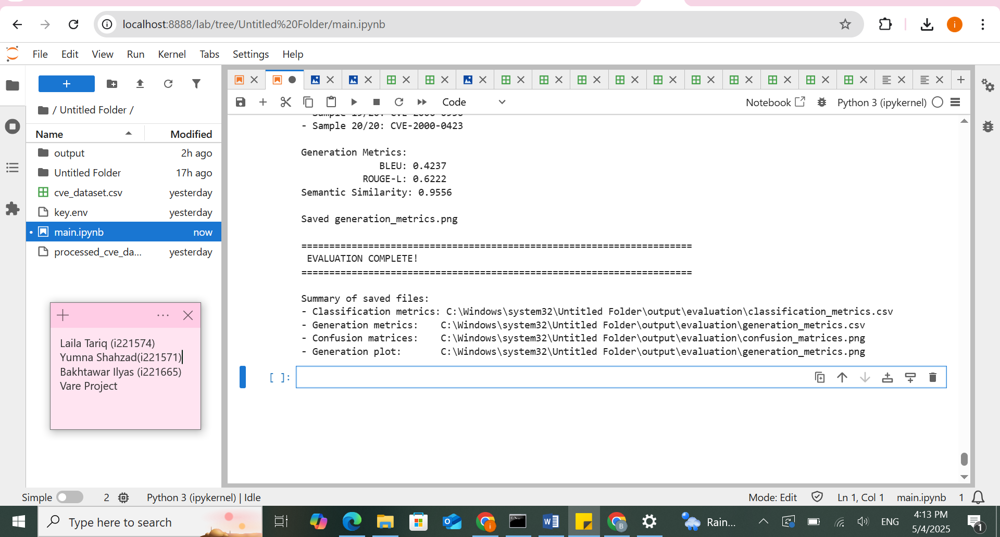 localhost:8888/lab/tree/Untitled%20Folder/main.ipynb
i
File Edit View Run Kernel Tabs Settings Help
Code
Notebook
Python 3 (ipykernel)
/ Untitled Folder /
Name Modified
output 2h ago
Untitled Folder 17h ago
cve_dataset.csv yesterday
key.env yesterday
main.ipynb now
processed_cve_da... yesterday
- Sample 20/20: CVE-2000-0423
Generation Metrics:
BLEU: 0.4237
ROUGE-L: 0.6222
Semantic Similarity: 0.9556
Saved generation_metrics.png
======================================================================
EVALUATION COMPLETE!
======================================================================
Summary of saved files:
- Classification metrics: C:\Windows\system32\Untitled Folder\output\evaluation\classification_metrics.csv
- Generation metrics: C:\Windows\system32\Untitled Folder\output\evaluation\generation_metrics.csv
- Confusion matrices: C:\Windows\system32\Untitled Folder\output\evaluation\confusion_matrices.png
- Generation plot: C:\Windows\system32\Untitled Folder\output\evaluation\generation_metrics.png
[ ]:
Laila Tariq (i221574)
Yumna Shahzad(i221571)
Bakhtawar Ilyas (i221665)
Vare Project
Simple 2 Python 3 (ipykernel) | Idle Mode: Edit Ln 1, Col 1 main.ipynb 1
Type here to search
Rain...
ENG
4:13 PM
5/4/2025
1